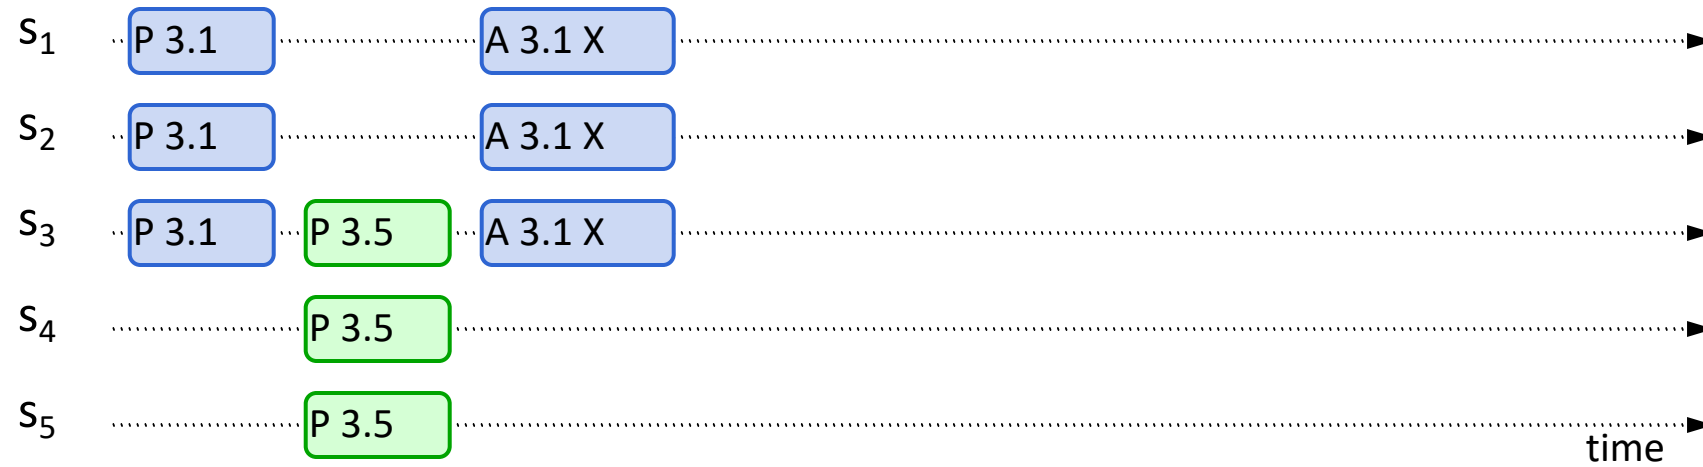 S1 P 3.1 A 3.1 X
S2 P 3.1 A 3.1 X
S3 P 3.1 P 3.5 A 3.1 X
S4 P 3.5
S5 P 3.5
time